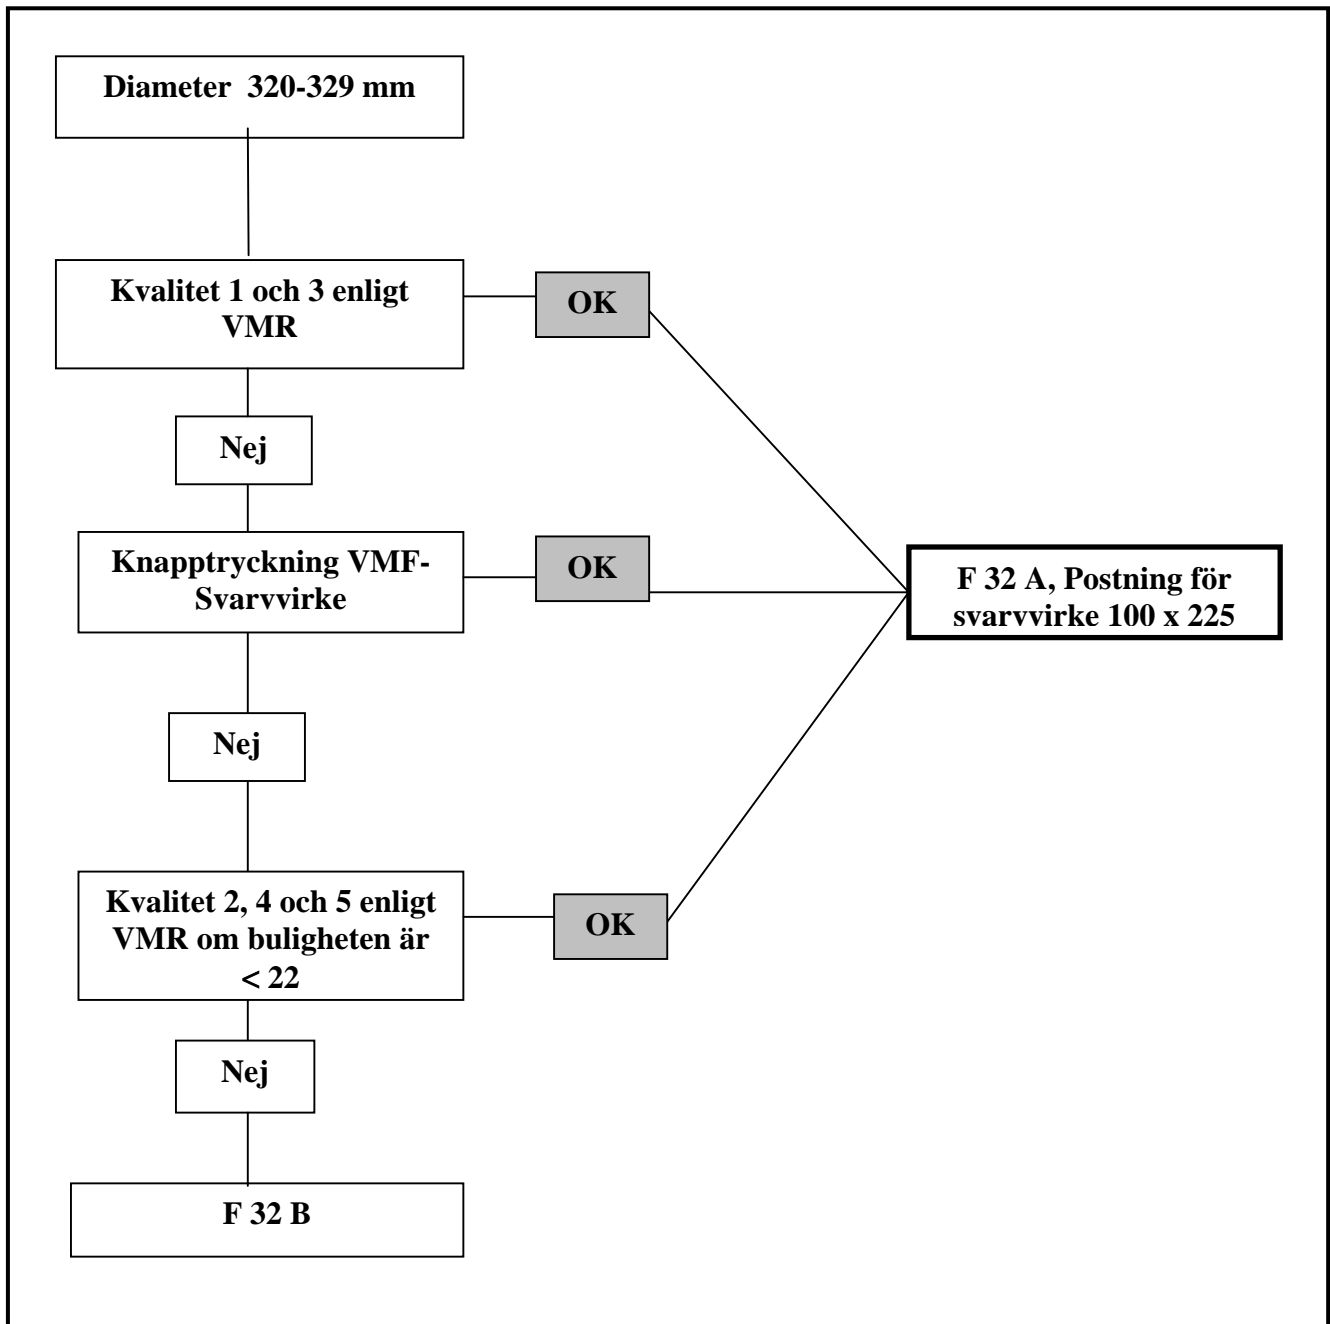 Diameter 320-329 mm
Kvalitet 1 och 3 enligt
VMR
OK
Nej
Knapptryckning VMF-
Svarvvirke
OK
F 32 A, Postning för
svarvvirke 100 x 225
Nej
Kvalitet 2, 4 och 5 enligt
VMR om buligheten är
< 22
OK
Nej
F 32 B